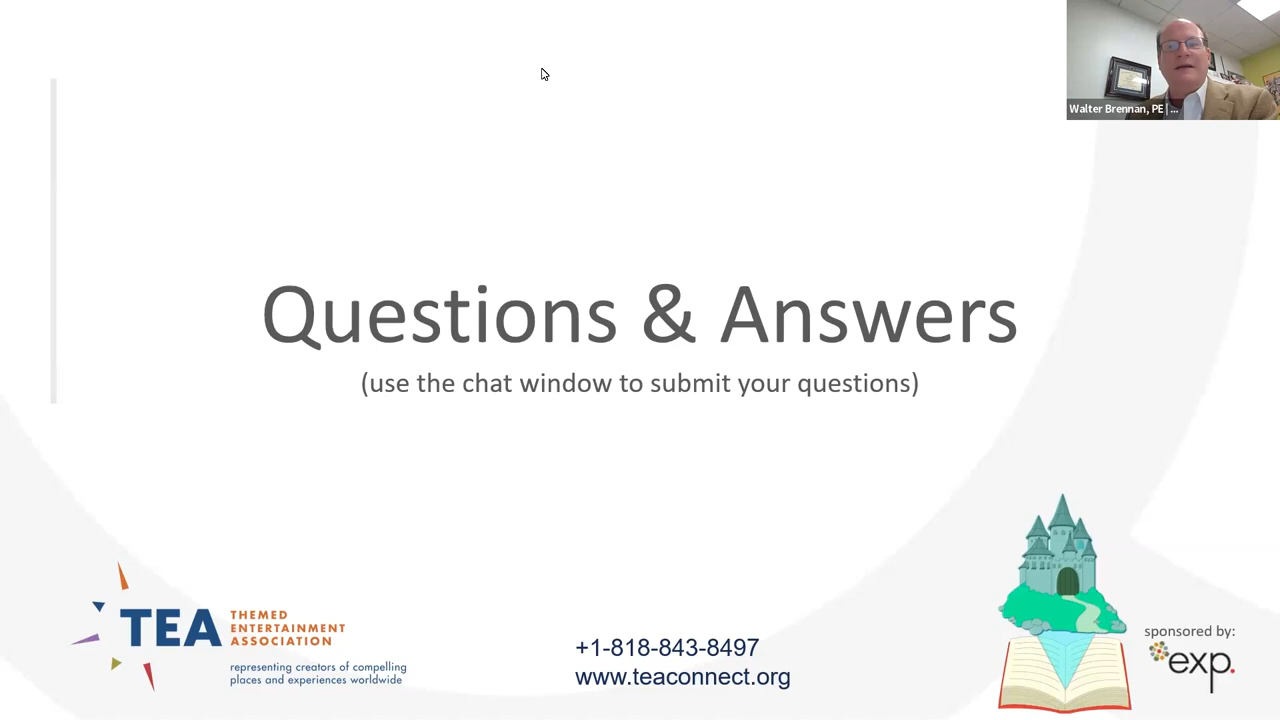 Walter Brennan, PE | ...
Questions & Answers
(use the chat window to submit your questions)
TEA
THEMED
ENTERTAINMENT
ASSOCIATION
representing creators of compelling
places and experiences worldwide
+1-818-843-8497
www.teaconnect.org
sponsored by:
exp.